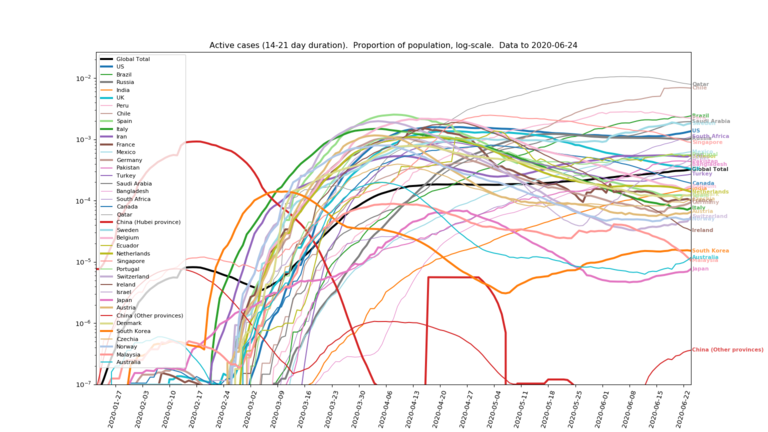 Active cases (14-21 day duration).  Proportion of population, log-scale.  Data to 2020-06-24
Global Total
US
Brazil
Russia
India
UK
Peru
Chile
Spain
Italy
Iran
France
Mexico
Germany
Pakistan
Turkey
Saudi Arabia
Bangladesh
South Africa
Canada
Qatar
China (Hubei province)
Sweden
Belgium
Ecuador
Netherlands
Singapore
Portugal
Switzerland
Ireland
Israel
Japan
Austria
China (Other provinces)
Denmark
South Korea
Czechia
Norway
Malaysia
Australia
10⁻²
10⁻³
10⁻⁴
10⁻⁵
10⁻⁶
10⁻⁷
Qatar
Chile
Brazil
Saudi Arabia
US
South Africa
Singapore
Bangladesh
Global Total
Turkey
Canada
Netherlands
Italy
Austria
Ireland
South Korea
Australia
Japan
China (Other provinces)
2020-01-27
2020-02-03
2020-02-10
2020-02-17
2020-02-24
2020-03-02
2020-03-09
2020-03-16
2020-03-23
2020-03-30
2020-04-06
2020-04-13
2020-04-20
2020-04-27
2020-05-04
2020-05-11
2020-05-18
2020-05-25
2020-06-01
2020-06-08
2020-06-15
2020-06-22